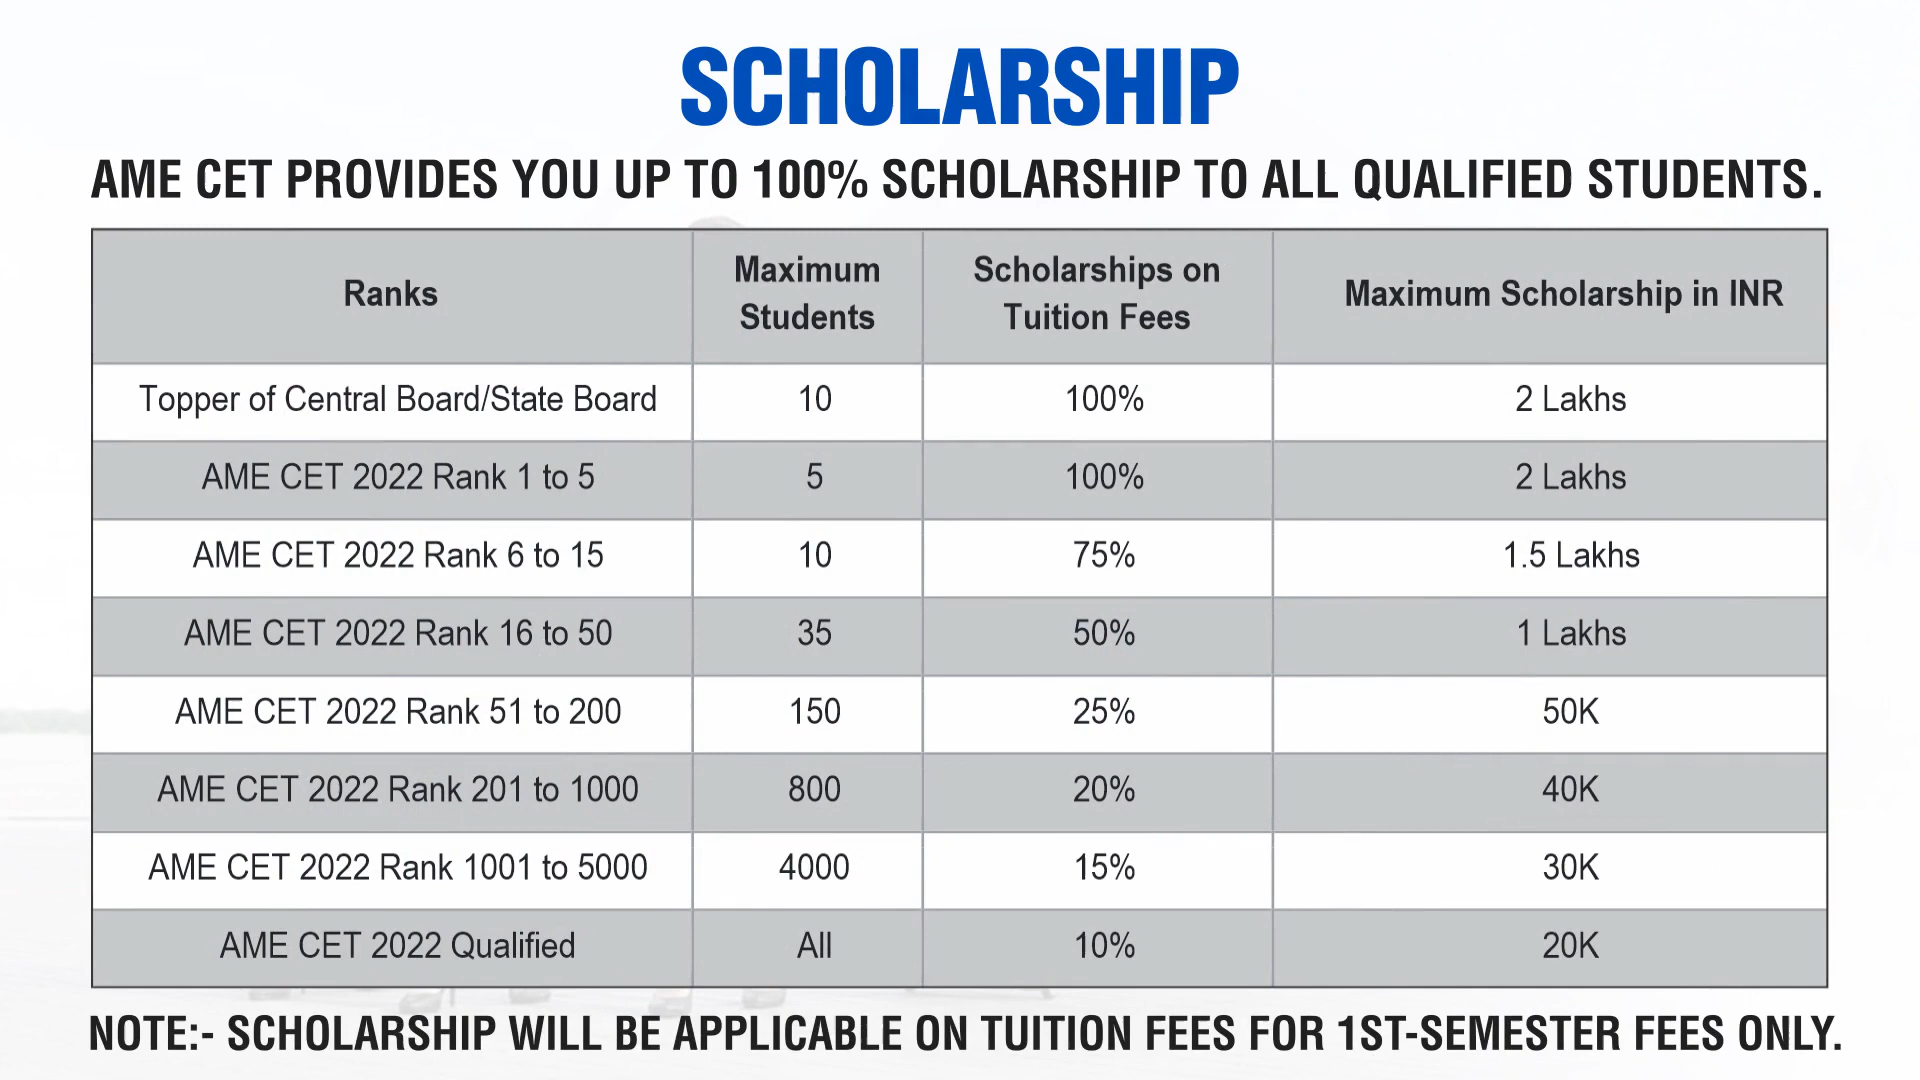 SCHOLARSHIP
AME CET PROVIDES YOU UP TO 100% SCHOLARSHIP TO ALL QUALIFIED STUDENTS.
Ranks Maximum Students Scholarships on Tuition Fees Maximum Scholarship in INR
Topper of Central Board/State Board 10 100% 2 Lakhs
AME CET 2022 Rank 1 to 5 5 100% 2 Lakhs
AME CET 2022 Rank 6 to 15 10 75% 1.5 Lakhs
AME CET 2022 Rank 16 to 50 35 50% 1 Lakhs
AME CET 2022 Rank 51 to 200 150 25% 50K
AME CET 2022 Rank 201 to 1000 800 20% 40K
AME CET 2022 Rank 1001 to 5000 4000 15% 30K
AME CET 2022 Qualified All 10% 20K
NOTE:- SCHOLARSHIP WILL BE APPLICABLE ON TUITION FEES FOR 1ST-SEMESTER FEES ONLY.